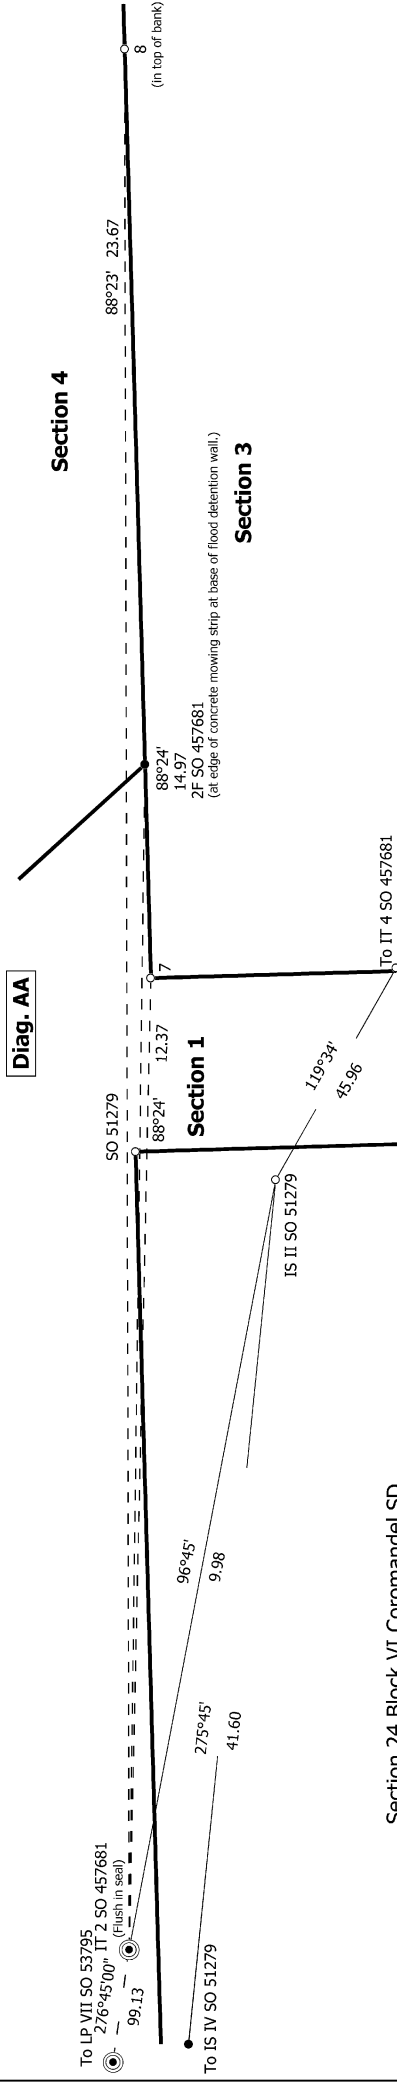 Diag. AA
Section 4
8
(in top of bank)
88°23' 23.67
Section 3
88°24'
14.97
2F SO 457681
(at edge of concrete mowing strip at base of flood detention wall.)
7
To IT 4 SO 457681
12.37
88°24'
SO 51279
Section 1
119°34'
45.96
IS II SO 51279
96°45'
9.98
275°45'
41.60
To IS IV SO 51279
To LP VII SO 53795
276°45'00"
99.13
IT 2 SO 457681
(Flush in seal)
Section 24 Block VI Coromandel SD